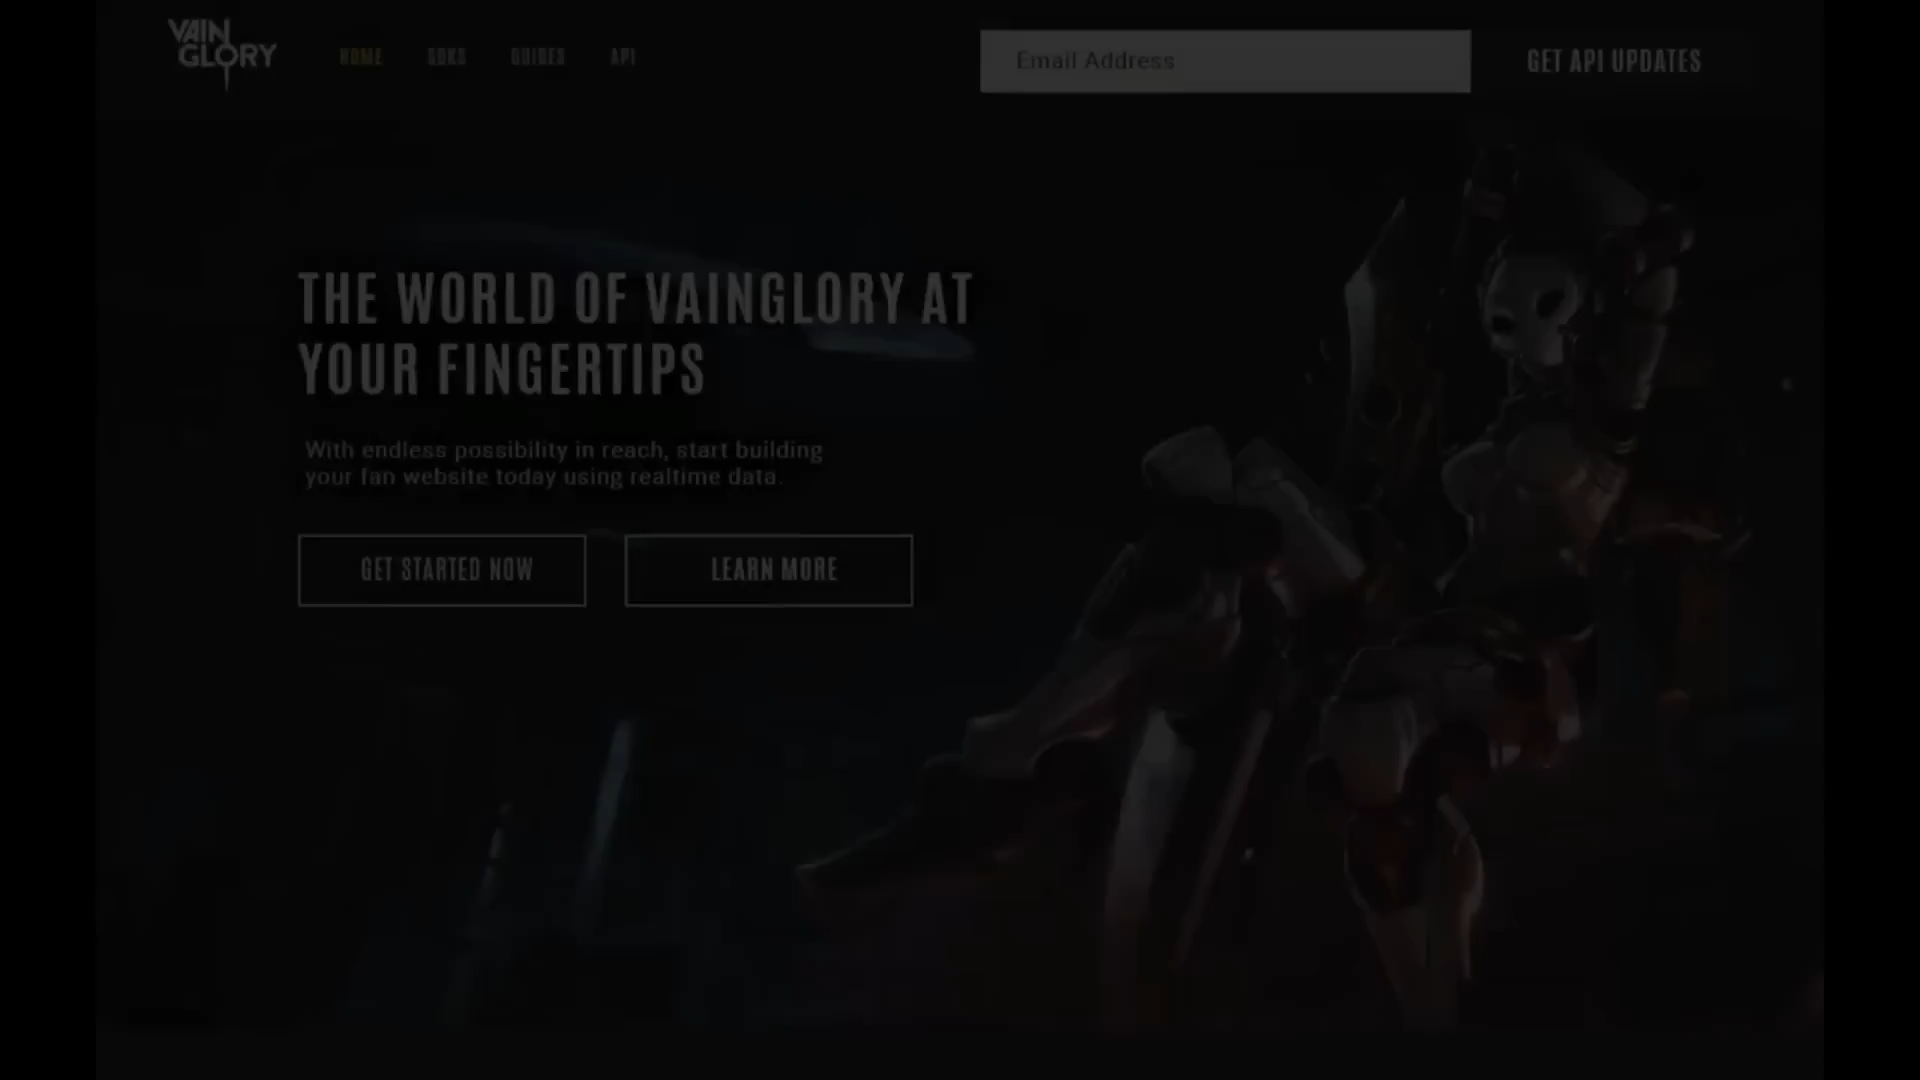 VAIN
GLORY
HOME SDKS GUIDES API
Email Address
GET API UPDATES
THE WORLD OF VAINGLORY AT
YOUR FINGERTIPS
With endless possibility in reach, start building
your fan website today using realtime data.
GET STARTED NOW
LEARN MORE